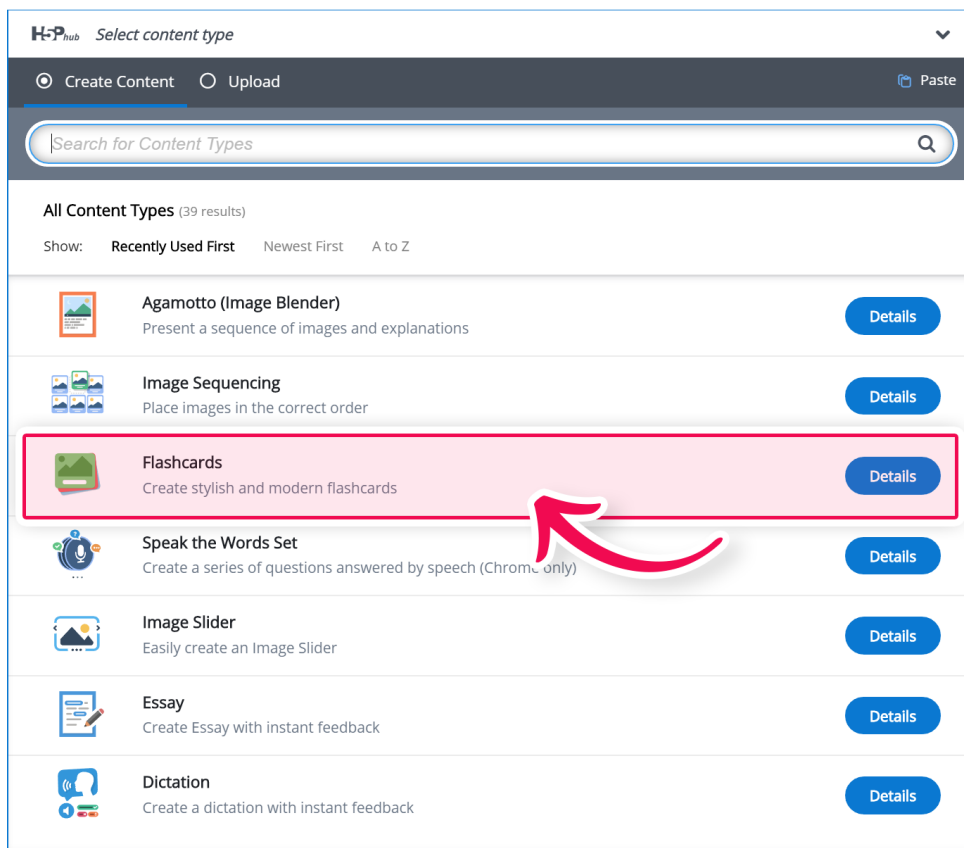 H5Phub Select content type
Create Content Upload Paste
Search for Content Types
All Content Types (39 results)
Show: Recently Used First Newest First A to Z
Agamotto (Image Blender)
Present a sequence of images and explanations
Details
Image Sequencing
Place images in the correct order
Details
Flashcards
Create stylish and modern flashcards
Details
Speak the Words Set
Create a series of questions answered by speech (Chrome only)
Details
Image Slider
Easily create an Image Slider
Details
Essay
Create Essay with instant feedback
Details
Dictation
Create a dictation with instant feedback
Details